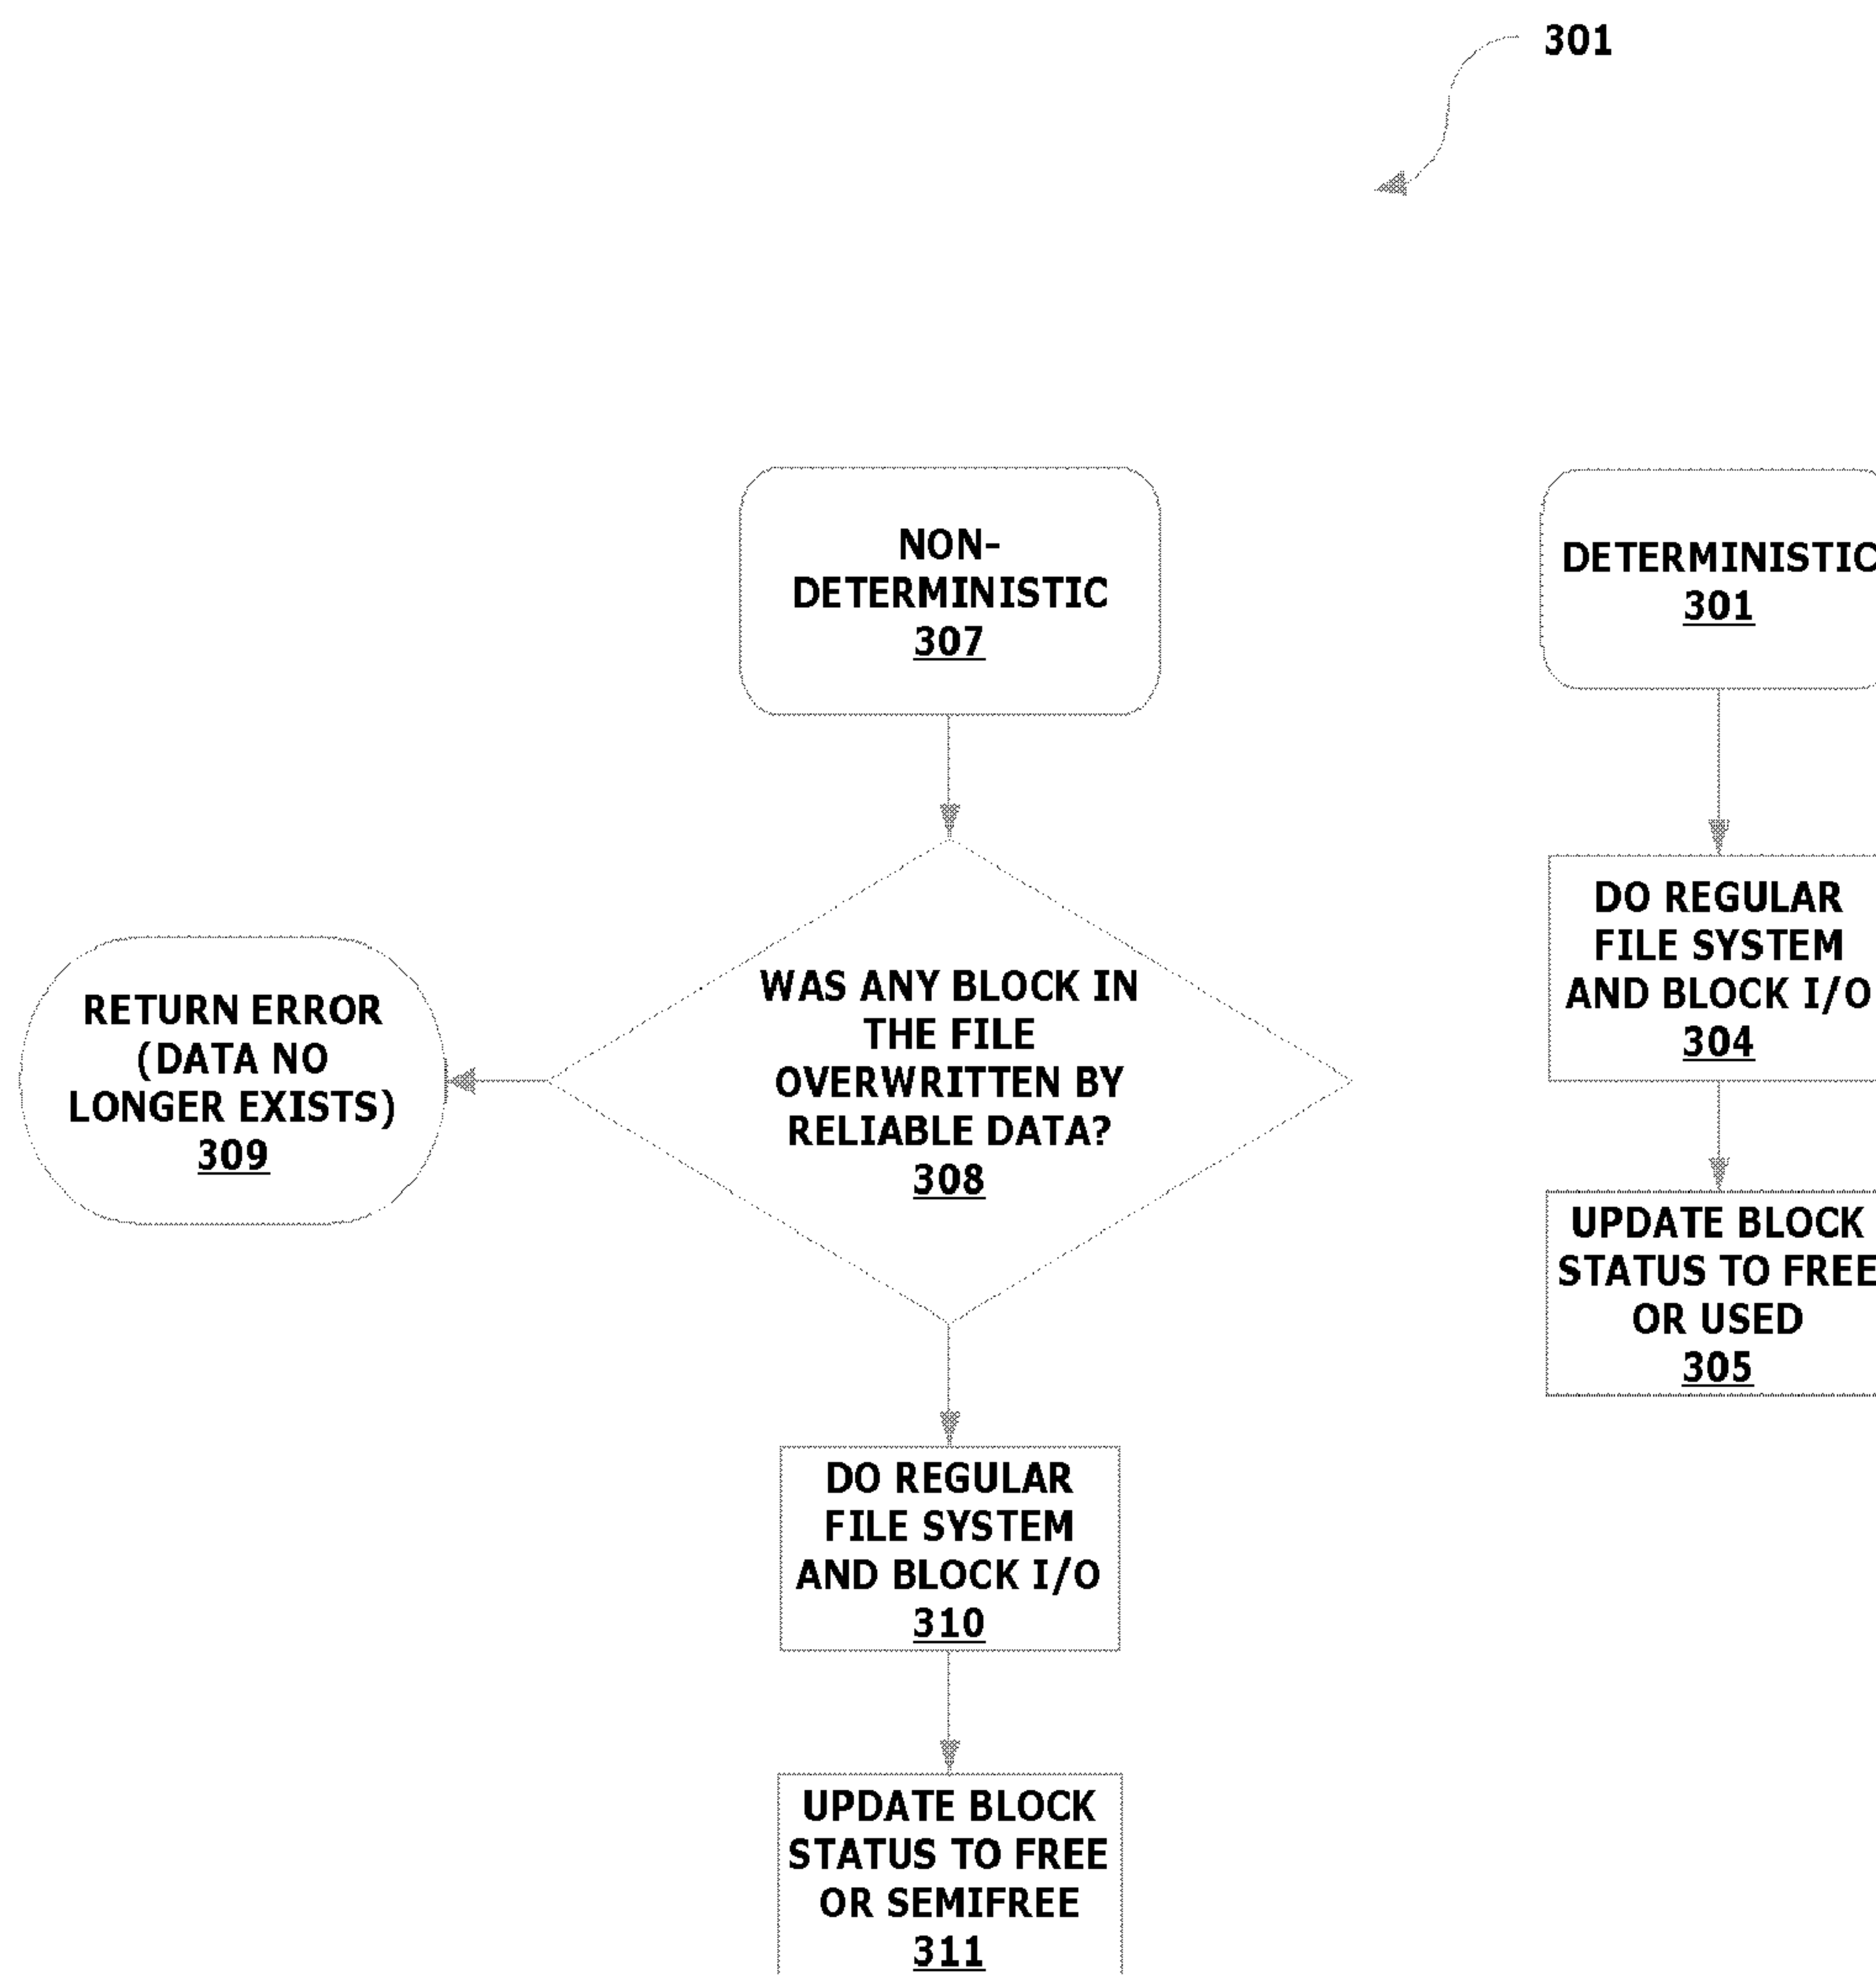 301
NON-
DETERMINISTIC
307
DETERMINISTIC
301
WAS ANY BLOCK IN
THE FILE
OVERWRITTEN BY
RELIABLE DATA?
308
RETURN ERROR
(DATA NO
LONGER EXISTS)
309
DO REGULAR
FILE SYSTEM
AND BLOCK I/O
304
UPDATE BLOCK
STATUS TO FREE
OR USED
305
DO REGULAR
FILE SYSTEM
AND BLOCK I/O
310
UPDATE BLOCK
STATUS TO FREE
OR SEMIFREE
311